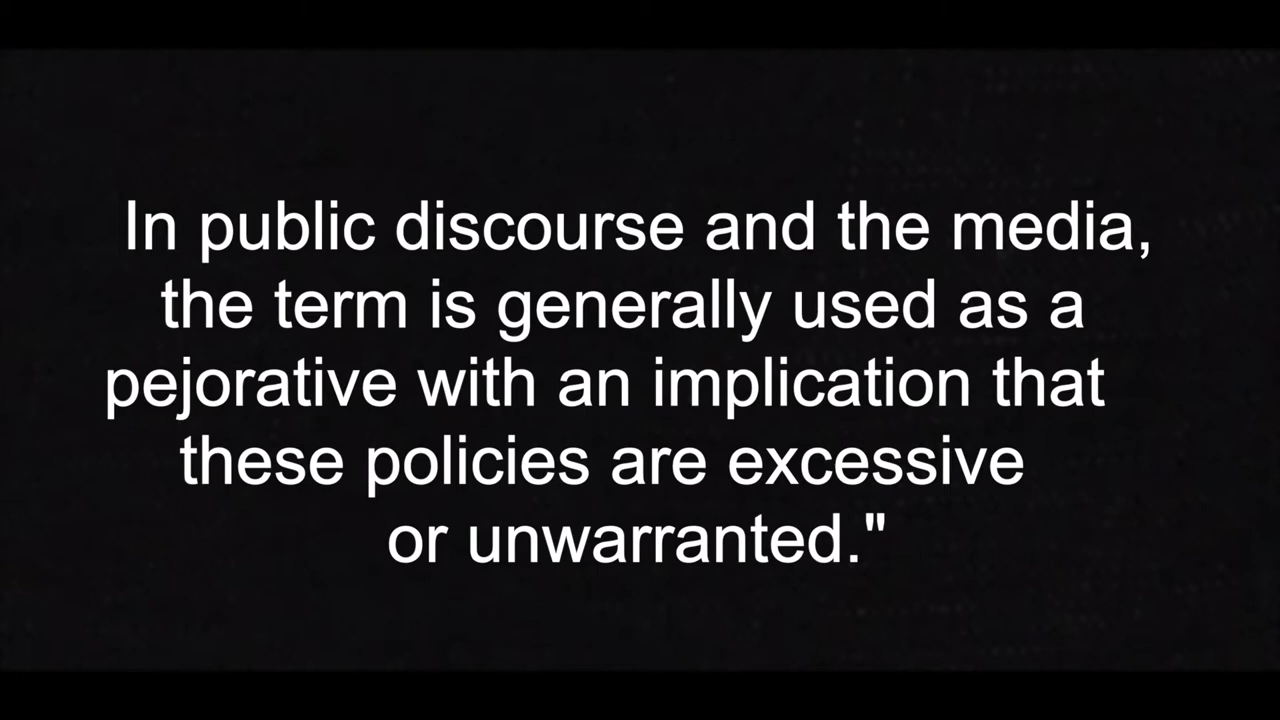 In public discourse and the media,
the term is generally used as a
pejorative with an implication that
these policies are excessive
or unwarranted."